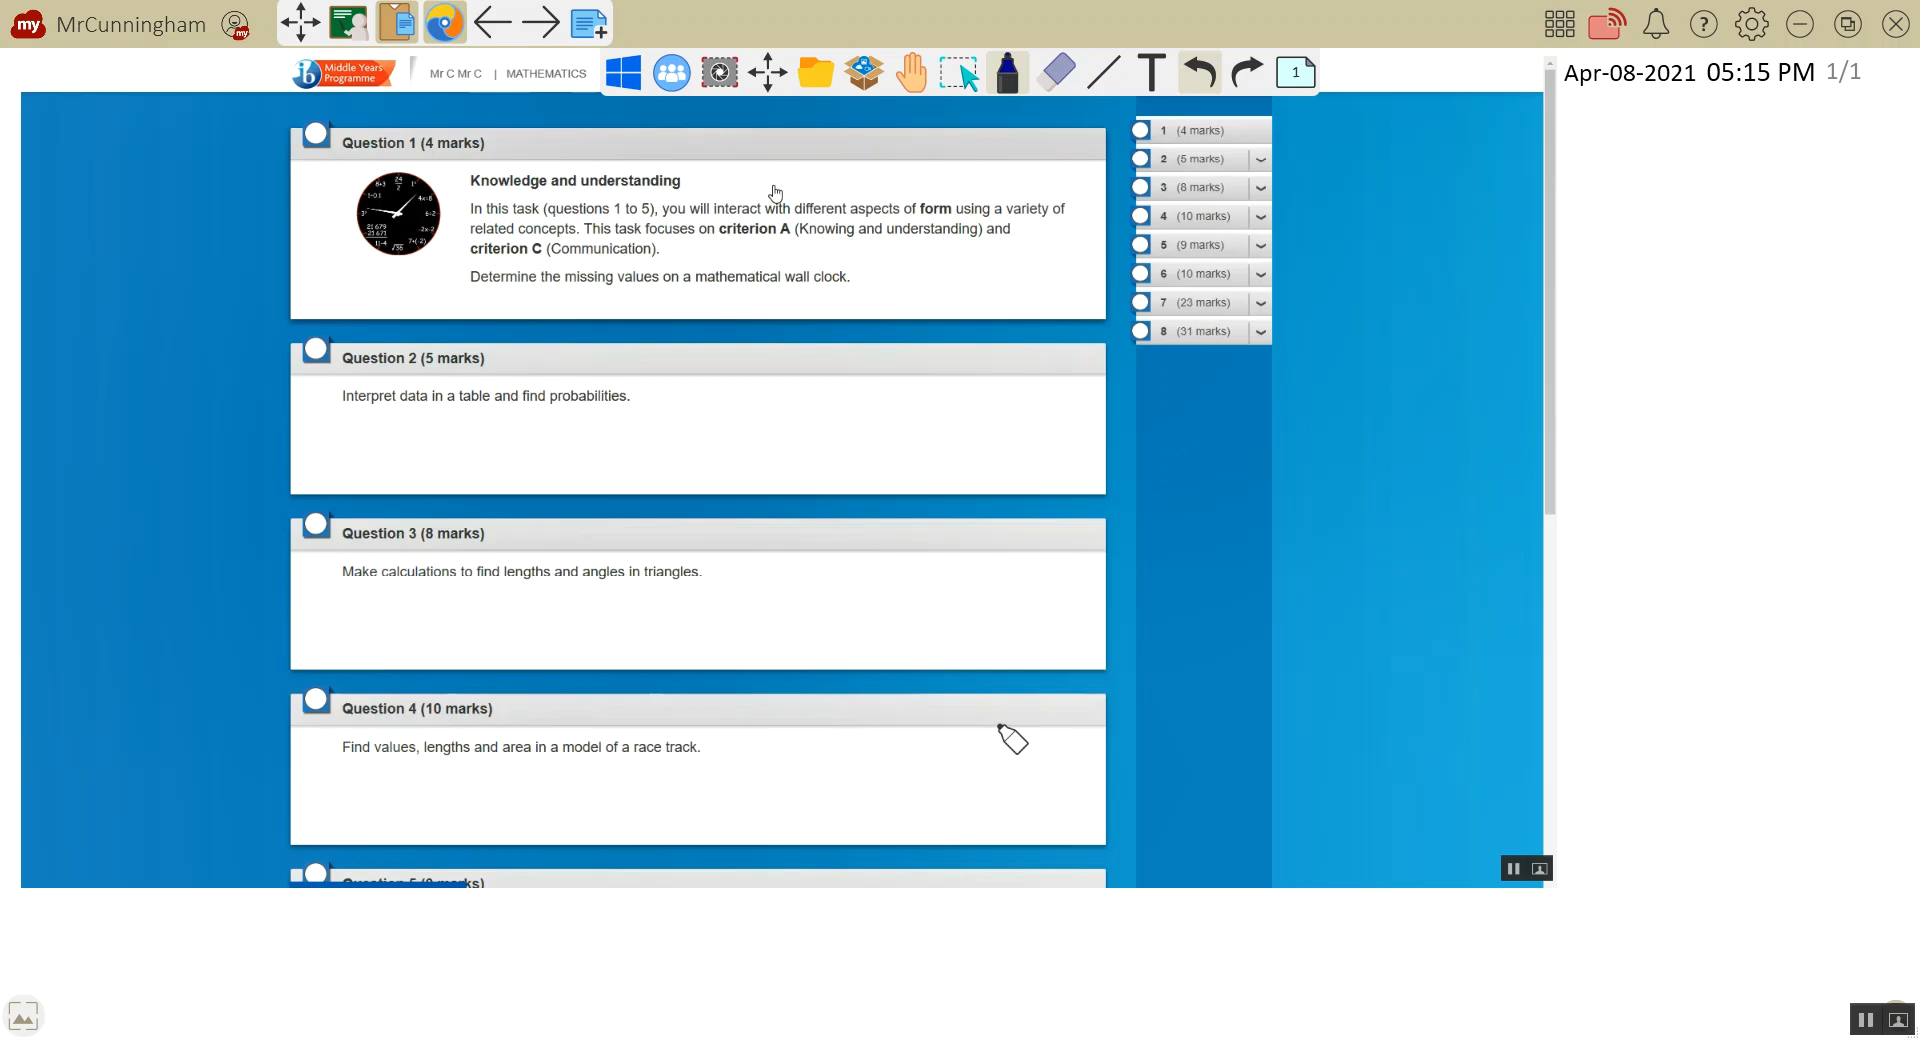 my MrCunningham
my
Middle Years
Programme
Mr C Mr C | MATHEMATICS
T
1
Apr-08-2021 05:15 PM 1/1
Question 1 (4 marks)
Knowledge and understanding
In this task (questions 1 to 5), you will interact with different aspects of form using a variety of
related concepts. This task focuses on criterion A (Knowing and understanding) and
criterion C (Communication).
Determine the missing values on a mathematical wall clock.
Question 2 (5 marks)
Interpret data in a table and find probabilities.
Question 3 (8 marks)
Make calculations to find lengths and angles in triangles.
Question 4 (10 marks)
Find values, lengths and area in a model of a race track.
1 (4 marks)
2 (5 marks)
3 (8 marks)
4 (10 marks)
5 (9 marks)
6 (10 marks)
7 (23 marks)
8 (31 marks)